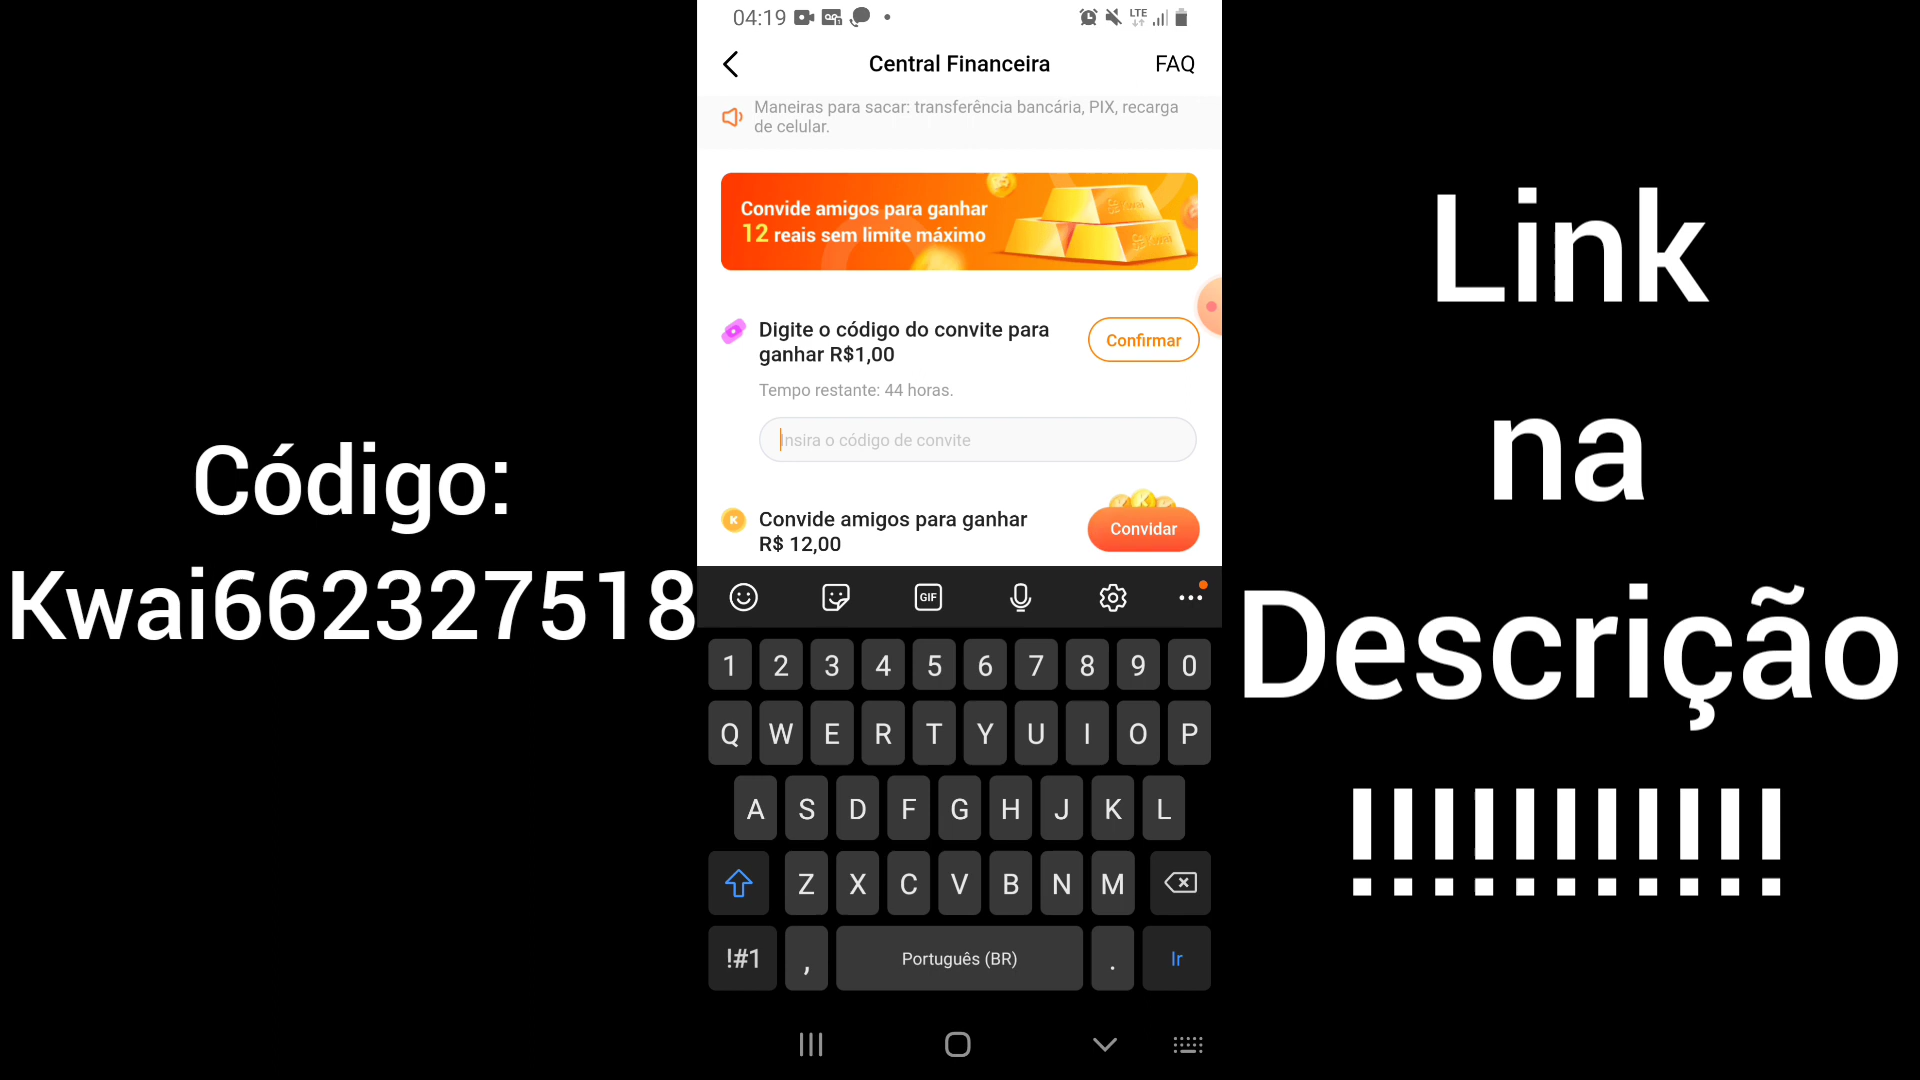 Código:
Kwai662327518
04:19
LTE
Central Financeira
FAQ
Maneiras para sacar: transferência bancária, PIX, recarga
de celular.
Convide amigos para ganhar
12 reais sem limite máximo
Digite o código do convite para
ganhar R$1,00
Confirmar
Tempo restante: 44 horas.
Insira o código de convite
Convide amigos para ganhar
R$ 12,00
Convidar
GIF
1 2 3 4 5 6 7 8 9 0
Q W E R T Y U I O P
A S D F G H J K L
Z X C V B N M
!#1 , Português (BR) . Ir
Link
na
Descrição
!!!!!!!!!!!